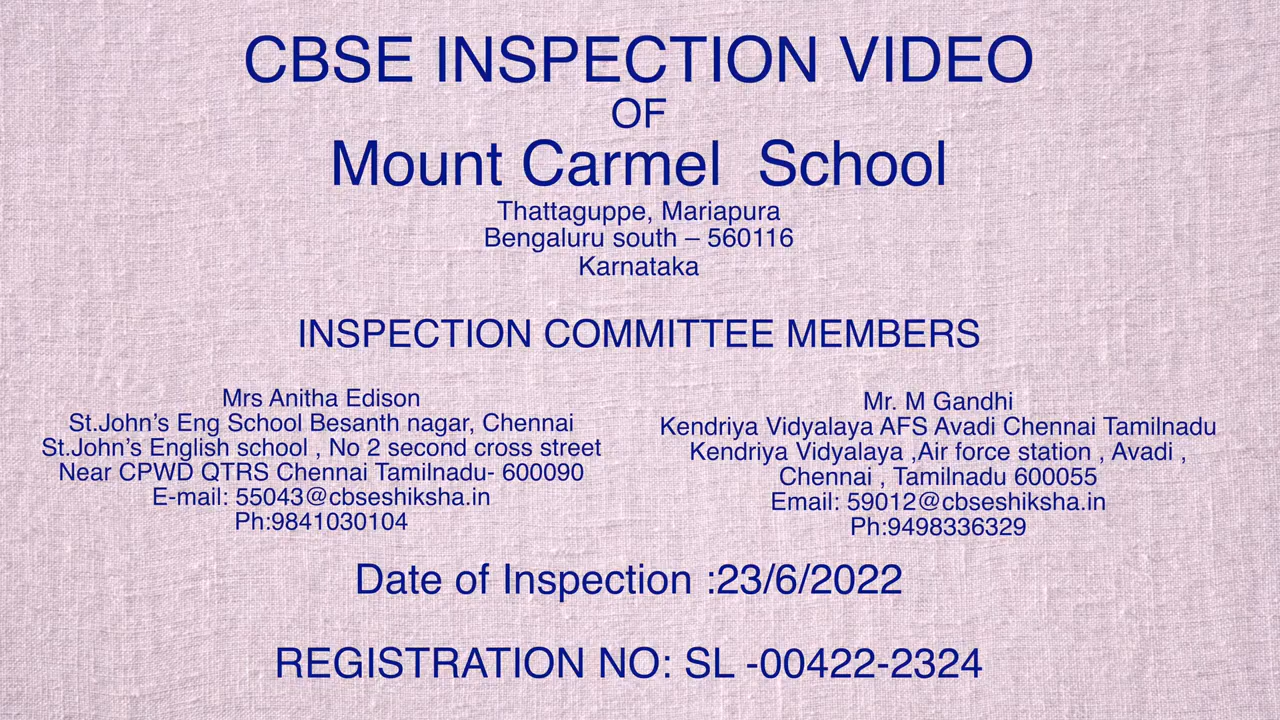 CBSE INSPECTION VIDEO
OF
Mount Carmel School
Thattaguppe, Mariapura
Bengaluru south – 560116
Karnataka
INSPECTION COMMITTEE MEMBERS
Mrs Anitha Edison
St.John’s Eng School Besanth nagar, Chennai
St.John’s English school , No 2 second cross street
Near CPWD QTRS Chennai Tamilnadu- 600090
E-mail: 55043@cbseshiksha.in
Ph:9841030104
Mr. M Gandhi
Kendriya Vidyalaya AFS Avadi Chennai Tamilnadu
Kendriya Vidyalaya ,Air force station , Avadi ,
Chennai , Tamilnadu 600055
Email: 59012@cbseshiksha.in
Ph:9498336329
Date of Inspection :23/6/2022
REGISTRATION NO: SL -00422-2324